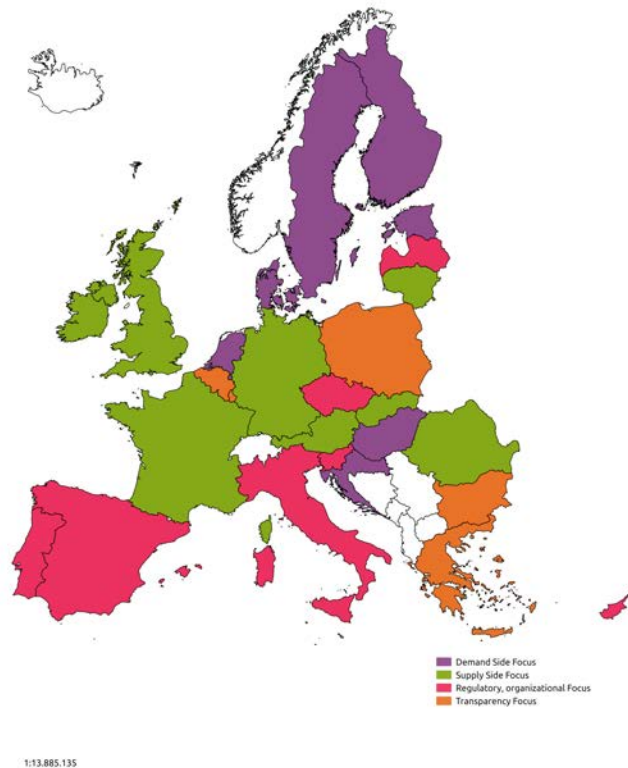 Demand Side Focus
Supply Side Focus
Regulatory, organizational Focus
Transparency Focus
1:13.885.135